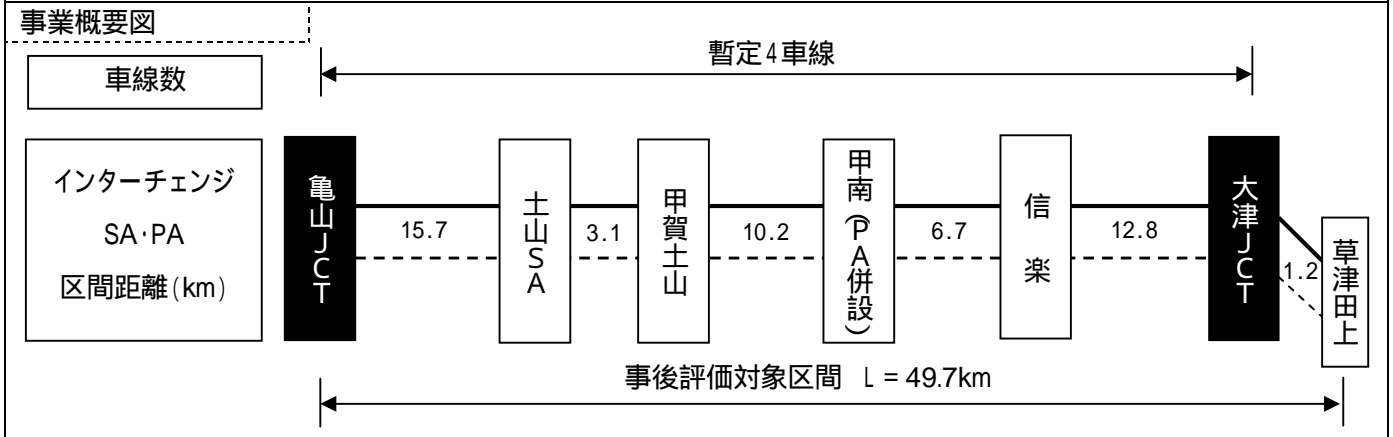 事業概要図
暫定4車線
車線数
インターチェンジ
SA・PA
区間距離(km)
亀山JCT
15.7
土山SA
3.1
甲賀土山
10.2
甲南(PA併設)
6.7
信楽
12.8
大津JCT
1.2
草津田上
事後評価対象区間 L=49.7km